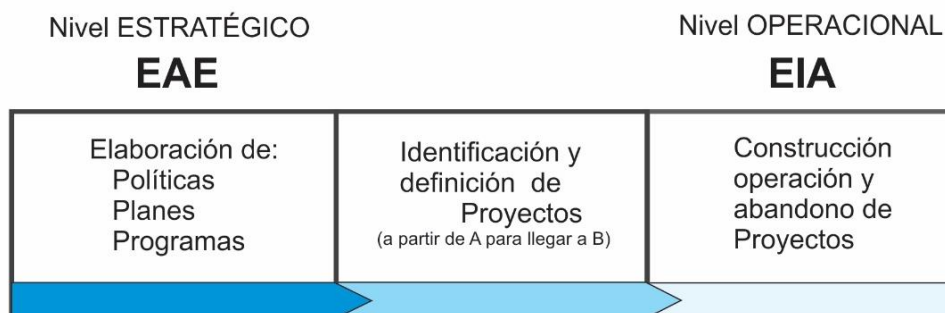 Nivel ESTRATÉGICO
EAE
Nivel OPERACIONAL
EIA
Elaboración de:
Políticas
Planes
Programas
Identificación y
definición de
Proyectos
(a partir de A para llegar a B)
Construcción
operación y
abandono de
Proyectos